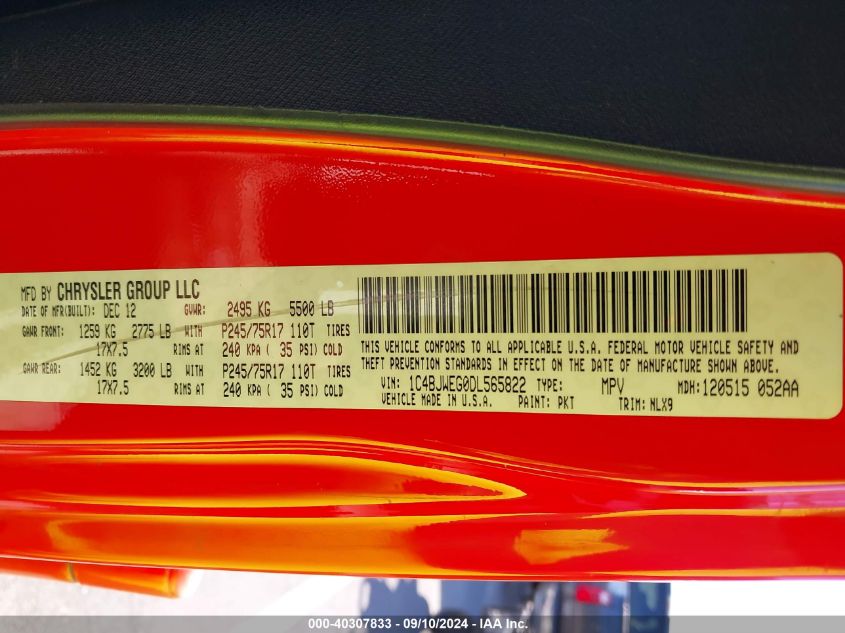 MFD BY CHRYSLER GROUP LLC
DATE OF MFR(BUILT): DEC 12 GVWR: 2495 KG 5500 LB
GAWR FRONT: 1259 KG 2775 LB WITH P245/75R17 110T TIRES
17X7.5 RIMS AT 240 KPA ( 35 PSI) COLD
GAWR REAR: 1452 KG 3200 LB WITH P245/75R17 110T TIRES
17X7.5 RIMS AT 240 KPA ( 35 PSI) COLD
THIS VEHICLE CONFORMS TO ALL APPLICABLE U.S.A. FEDERAL MOTOR VEHICLE SAFETY AND
THEFT PREVENTION STANDARDS IN EFFECT ON THE DATE OF MANUFACTURE SHOWN ABOVE.
VIN: 1C4BJWEG0DL565822 TYPE: MPV MDH: 120515 052AA
VEHICLE MADE IN U.S.A. PAINT: PKT TRIM: NLX9
000-40307833 - 09/10/2024 - IAA Inc.